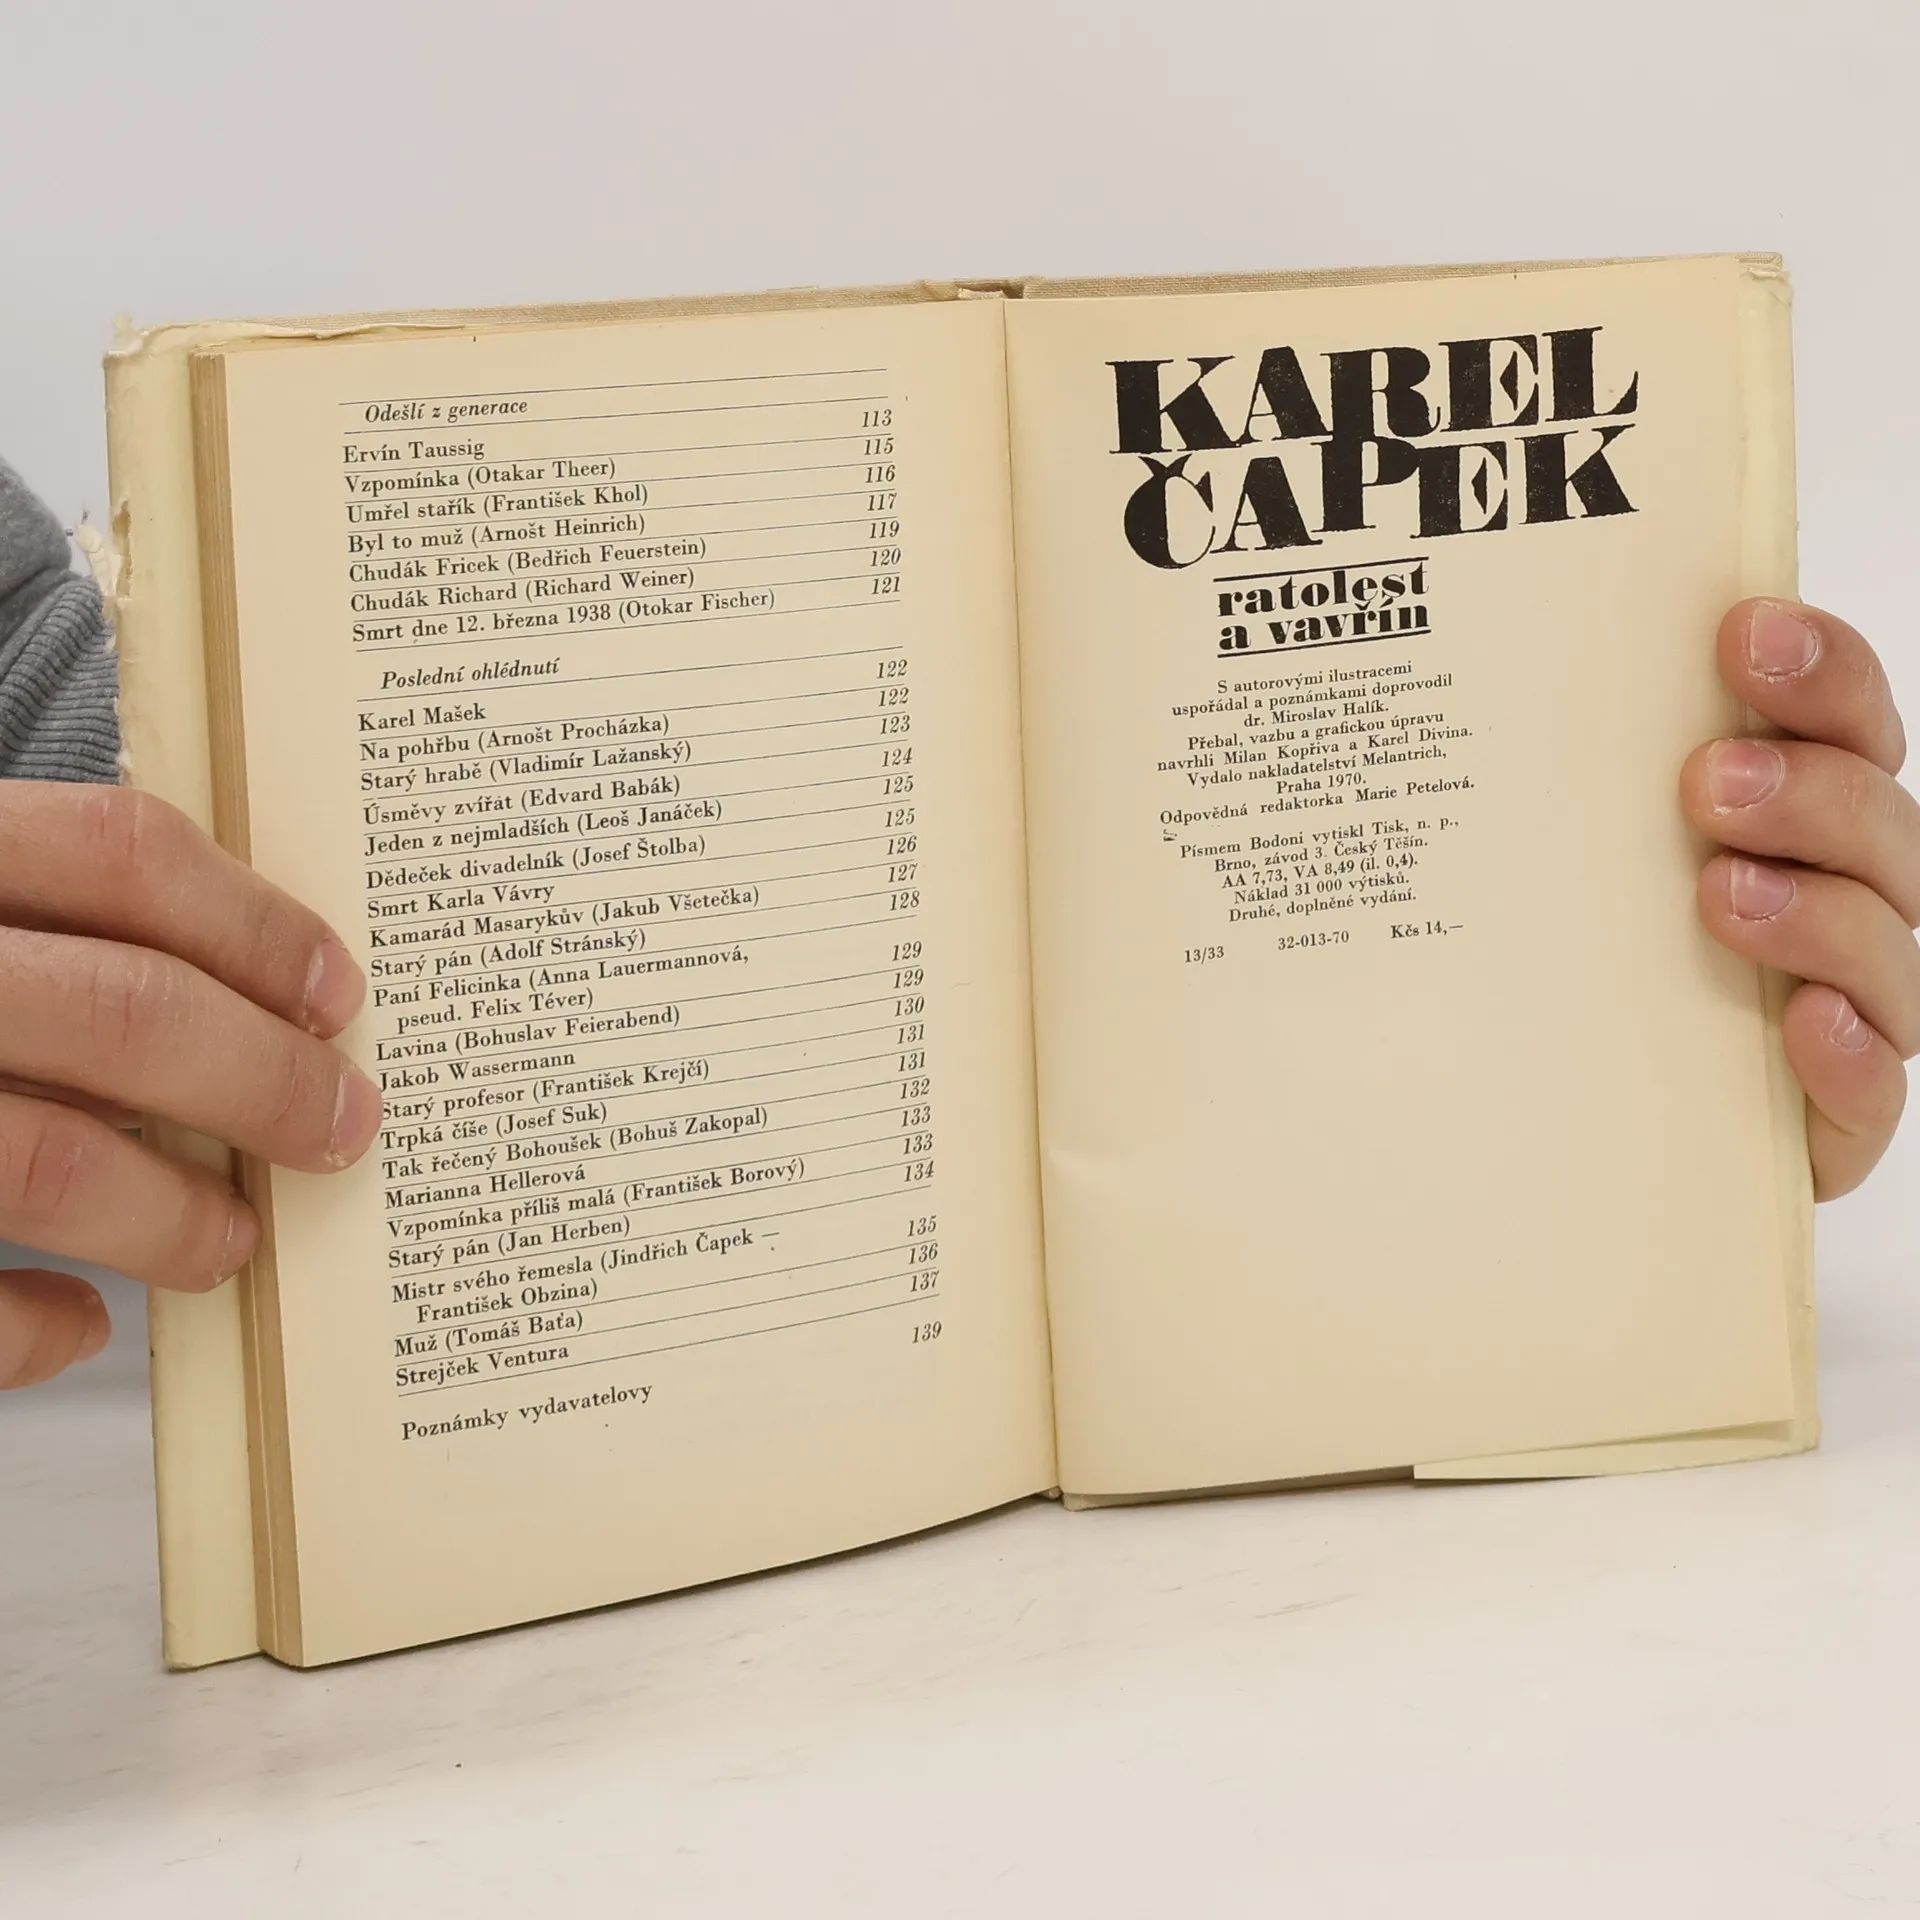 Odešli z generace
Ervín Taussig 113
Vzpomínka (Otakar Theer) 115
Umřel stařík (František Khol) 116
Byl to muž (Arnošt Heinrich) 117
Chudák Fricek (Bedřich Feuerstein) 119
Chudák Richard (Richard Weiner) 120
Smrt dne 12. března 1938 (Otokar Fischer) 121
Poslední ohlédnutí
Karel Mašek 122
Na pohřbu (Arnošt Procházka) 122
Starý hrabě (Vladimír Lažanský) 123
Úsměvy zvířat (Edvard Babák) 124
Jeden z nejmladších (Leoš Janáček) 125
Dědeček divadelník (Josef Štolba) 125
Smrt Karla Vávry 126
Kamarád Masarykův (Jakub Všetečka) 127
Starý pán (Adolf Stránský) 128
Paní Felicinka (Anna Lauermannová,
pseud. Felix Téver) 129
Lavina (Bohuslav Feierabend) 129
Jakob Wassermann 130
Starý profesor (František Krejčí) 131
Trpká číše (Josef Suk) 131
Tak řečený Bohoušek (Bohuš Zakopal) 132
Marianna Hellerová 133
Vzpomínka příliš malá (František Borový) 133
Starý pán (Jan Herben) 134
Mistr svého řemesla (Jindřich Čapek —
František Obzina) 135
Muž (Tomáš Baťa) 136
Strejček Ventura 137
Poznámky vydavatelovy 139
KAREL
ČAPEK
ratolest
a vavřín
S autorovými ilustracemi
uspořádal a poznámkami doprovodil
dr. Miroslav Halík.
Přebal, vazbu a grafickou úpravu
navrhli Milan Kopřiva a Karel Divina.
Vydalo nakladatelství Melantrich,
Praha 1970.
Odpovědná redaktorka Marie Petelová.
Písmem Bodoni vytiskl Tisk, n. p.,
Brno, závod 3. Český Těšín.
AA 7,73, VA 8,49 (il. 0,4).
Náklad 31 000 výtisků.
Druhé, doplněné vydání.
13/33 32-013-70 Kčs 14,—